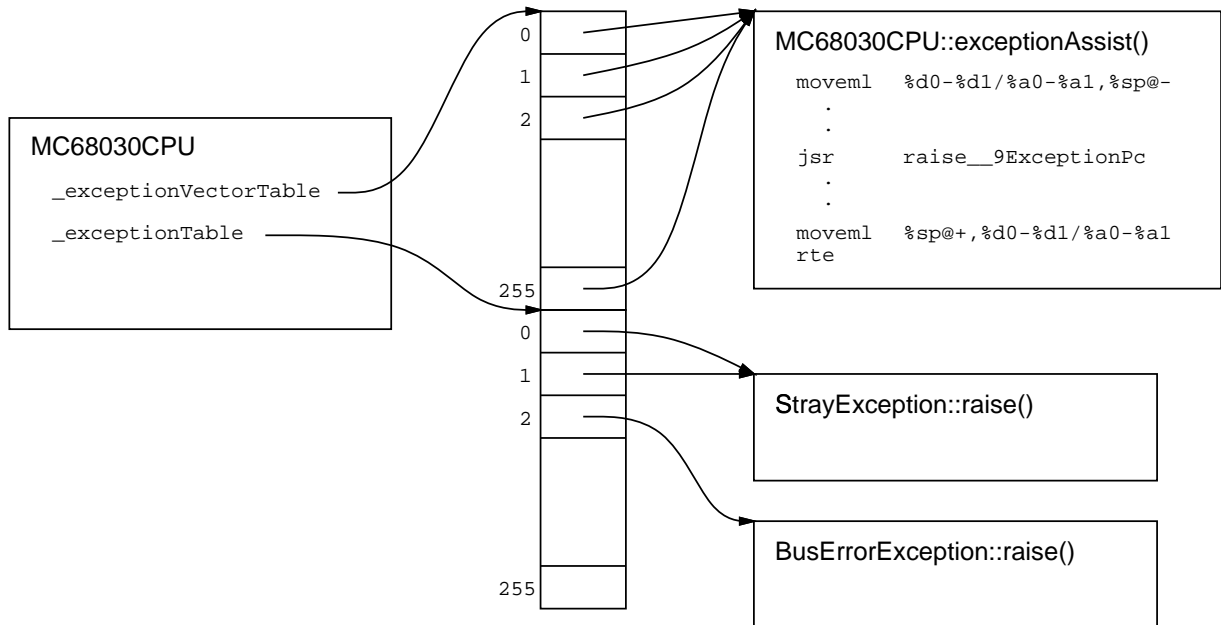 MC68030CPU
_exceptionVectorTable
_exceptionTable
0
1
2
255
0
1
2
255
MC68030CPU::exceptionAssist()
moveml %d0-%d1/%a0-%a1,%sp@-
.
.
jsr raise__9ExceptionPc
.
.
moveml %sp@+,%d0-%d1/%a0-%a1
rte
StrayException::raise()
BusErrorException::raise()